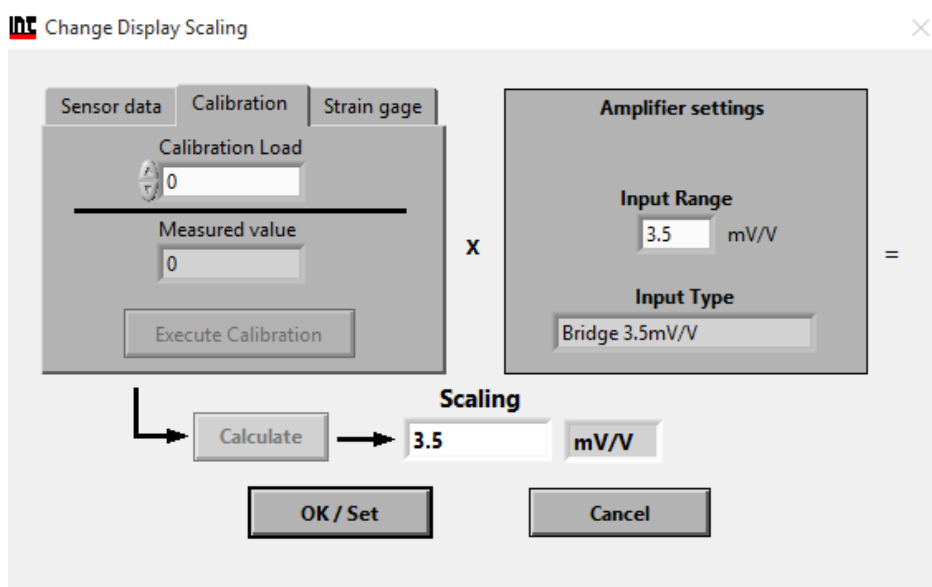 INT Change Display Scaling
Sensor data
Calibration
Strain gage
Calibration Load
0
Measured value
0
Execute Calibration
x
Amplifier settings
Input Range
3.5 mV/V
Input Type
Bridge 3.5mV/V
=
Scaling
Calculate
3.5
mV/V
OK / Set
Cancel